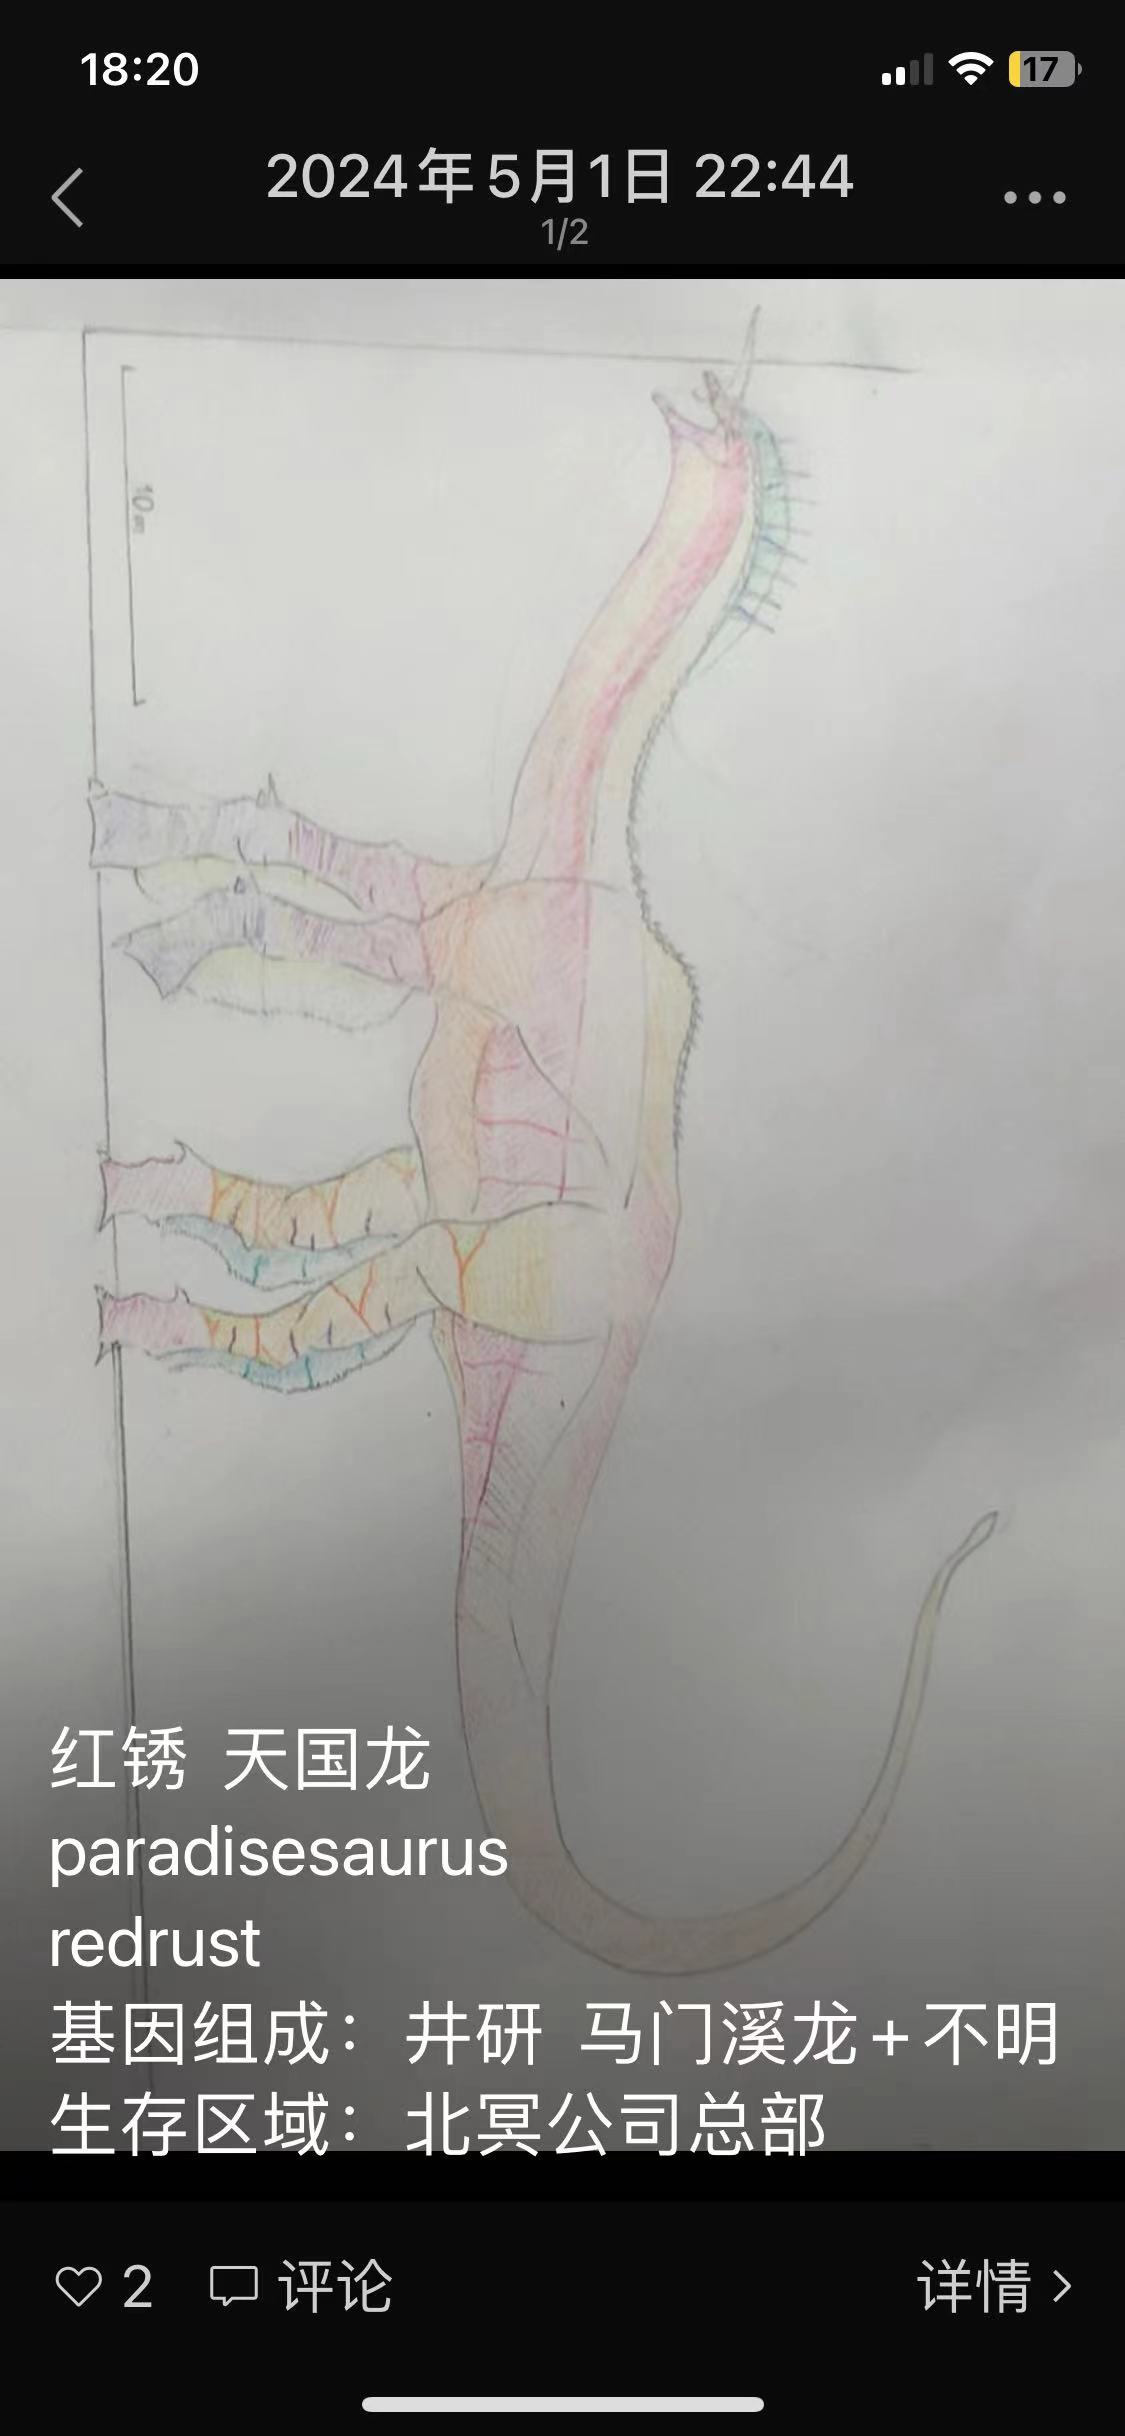 18:20
17
2024年5月1日 22:44
1/2
10m
红锈 天国龙
paradisesaurus
redrust
基因组成：井研 马门溪龙+不明
生存区域：北冥公司总部
2
评论
详情